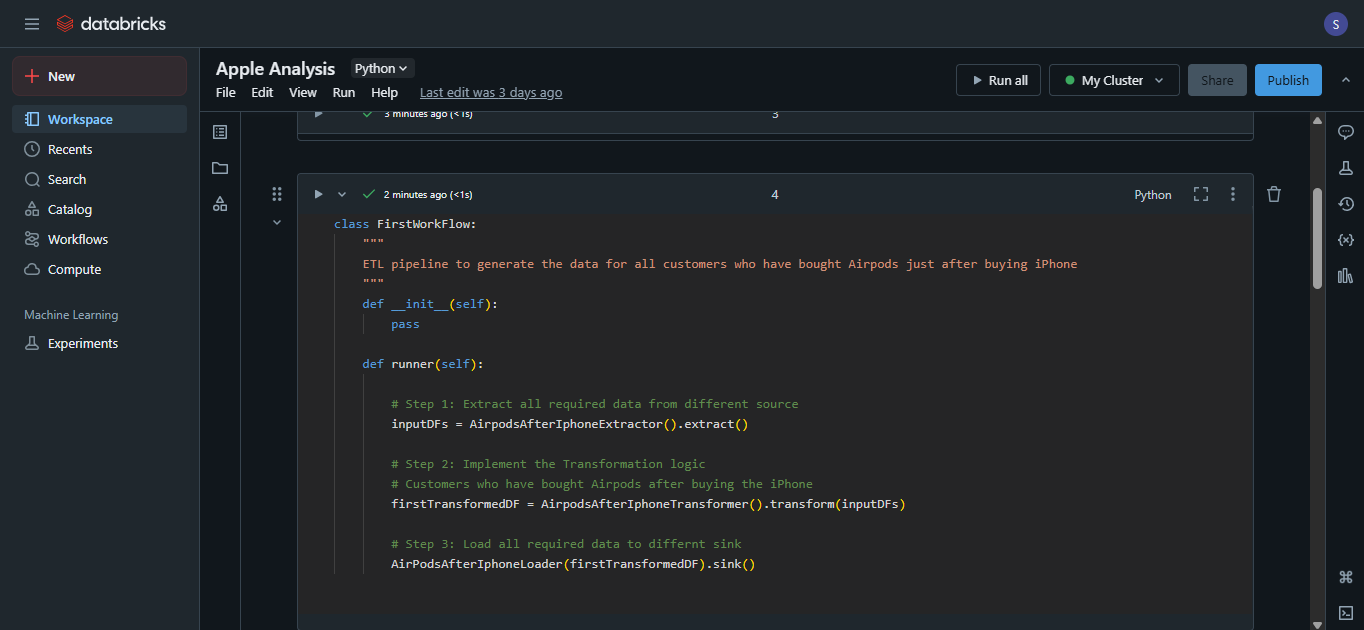 databricks
S
New
Workspace
Recents
Search
Catalog
Workflows
Compute
Machine Learning
Experiments
Apple Analysis Python
File Edit View Run Help Last edit was 3 days ago
Run all My Cluster Share Publish
3 minutes ago (<1s) 3
2 minutes ago (<1s) 4 Python
class FirstWorkFlow:
"""
ETL pipeline to generate the data for all customers who have bought Airpods just after buying iPhone
"""
def __init__(self):
pass
def runner(self):
# Step 1: Extract all required data from different source
inputDFs = AirpodsAfterIphoneExtractor().extract()
# Step 2: Implement the Transformation logic
# Customers who have bought Airpods after buying the iPhone
firstTransformedDF = AirpodsAfterIphoneTransformer().transform(inputDFs)
# Step 3: Load all required data to differnt sink
AirPodsAfterIphoneLoader(firstTransformedDF).sink()